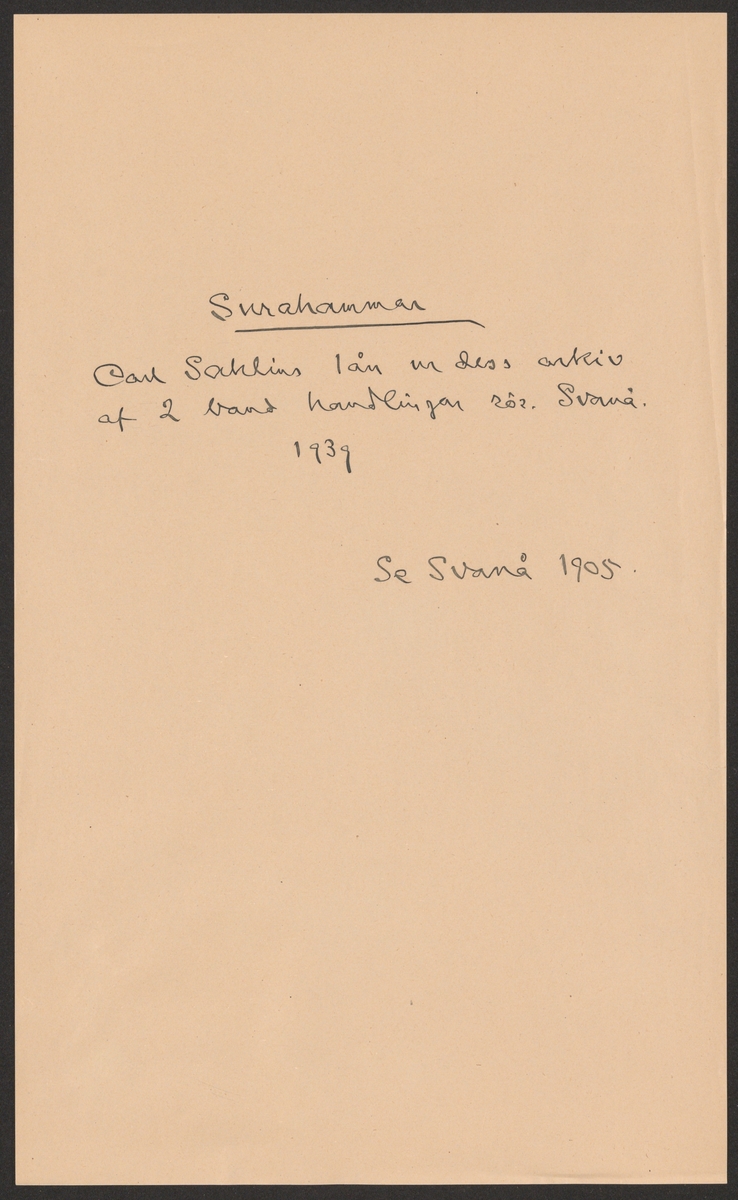 Surahammar
Carl Sahlins lån ur dess arkiv
af 2 band handlingar rör. Svanå.
1939
Se Svanå 1905.